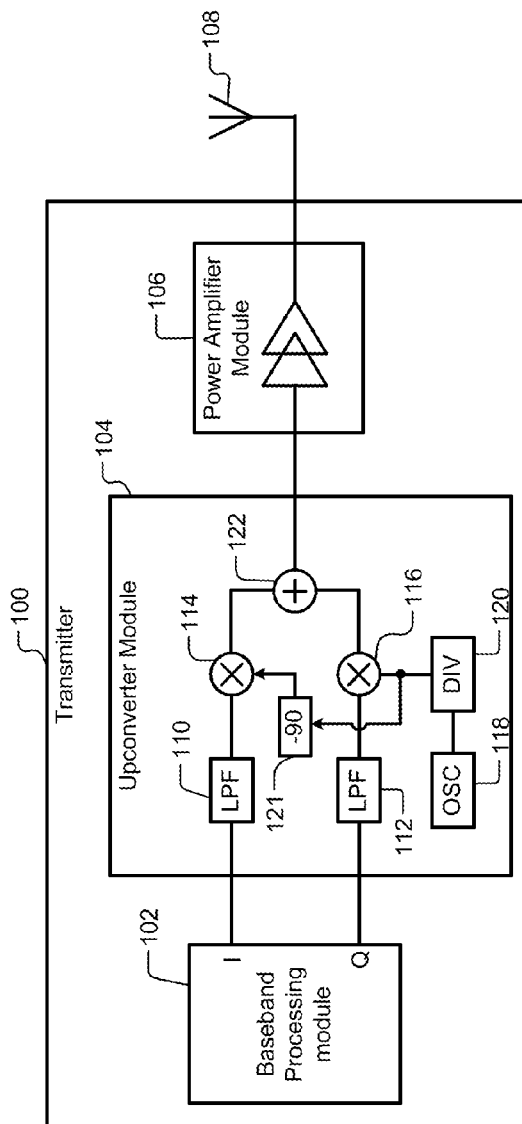 100
Transmitter
102
Baseband
Processing
module
I
Q
104
Upconverter Module
110
LPF
114
122
-90
121
116
LPF
112
OSC
118
DIV
120
106
Power Amplifier
Module
108